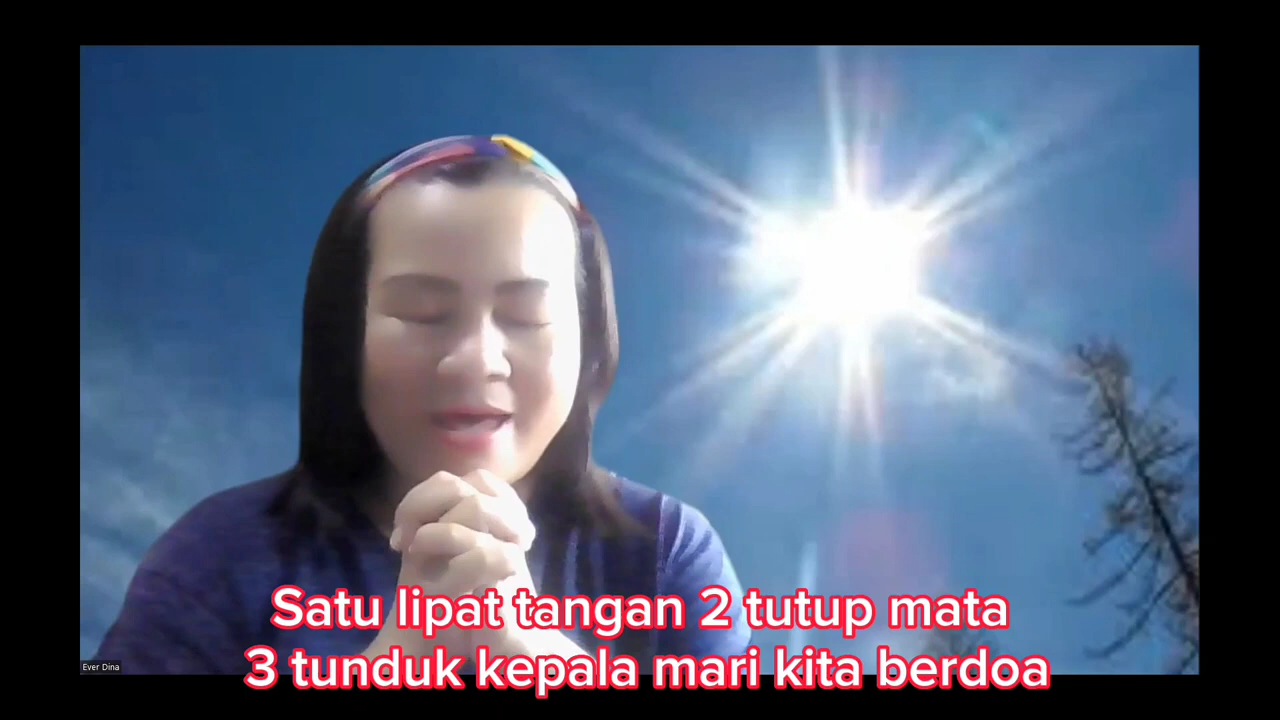 Ever Dina
Satu lipat tangan 2 tutup mata
3 tunduk kepala mari kita berdoa